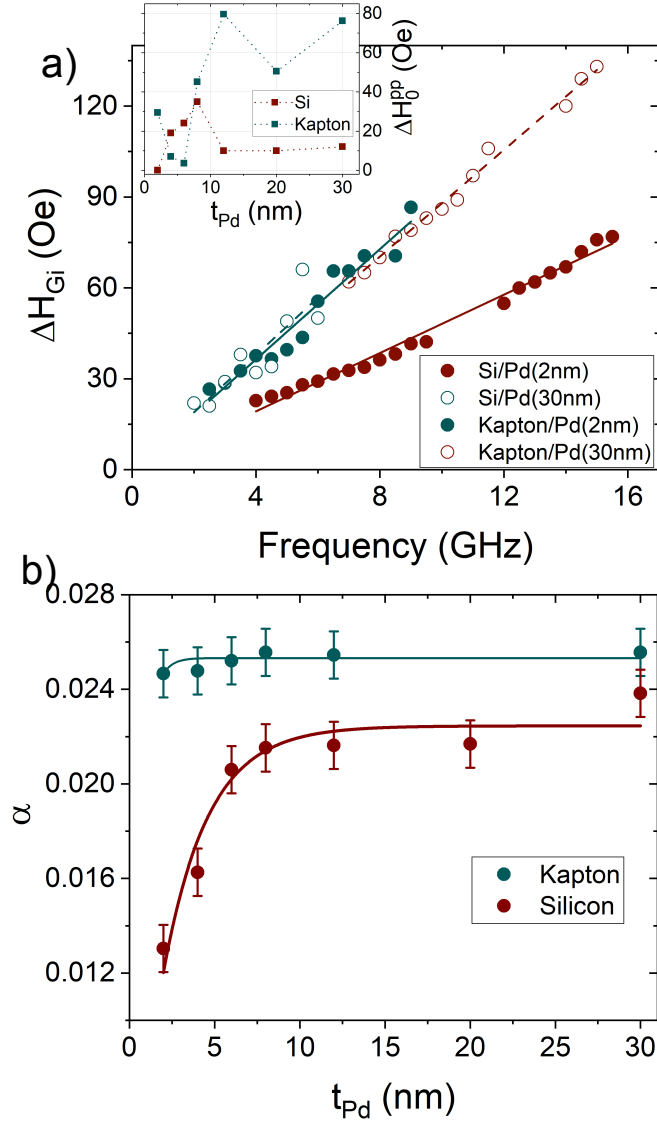 a)
80
60
40
20
0
ΔH₀ᵖᵖ (Oe)
Si
Kapton
0 10 20 30
t_Pd (nm)
120
90
60
30
0
ΔH_Gi (Oe)
Si/Pd(2nm)
Si/Pd(30nm)
Kapton/Pd(2nm)
Kapton/Pd(30nm)
0 4 8 12 16
Frequency (GHz)
b)
0.028
0.024
0.020
0.016
0.012
α
Kapton
Silicon
0 5 10 15 20 25 30
t_Pd (nm)